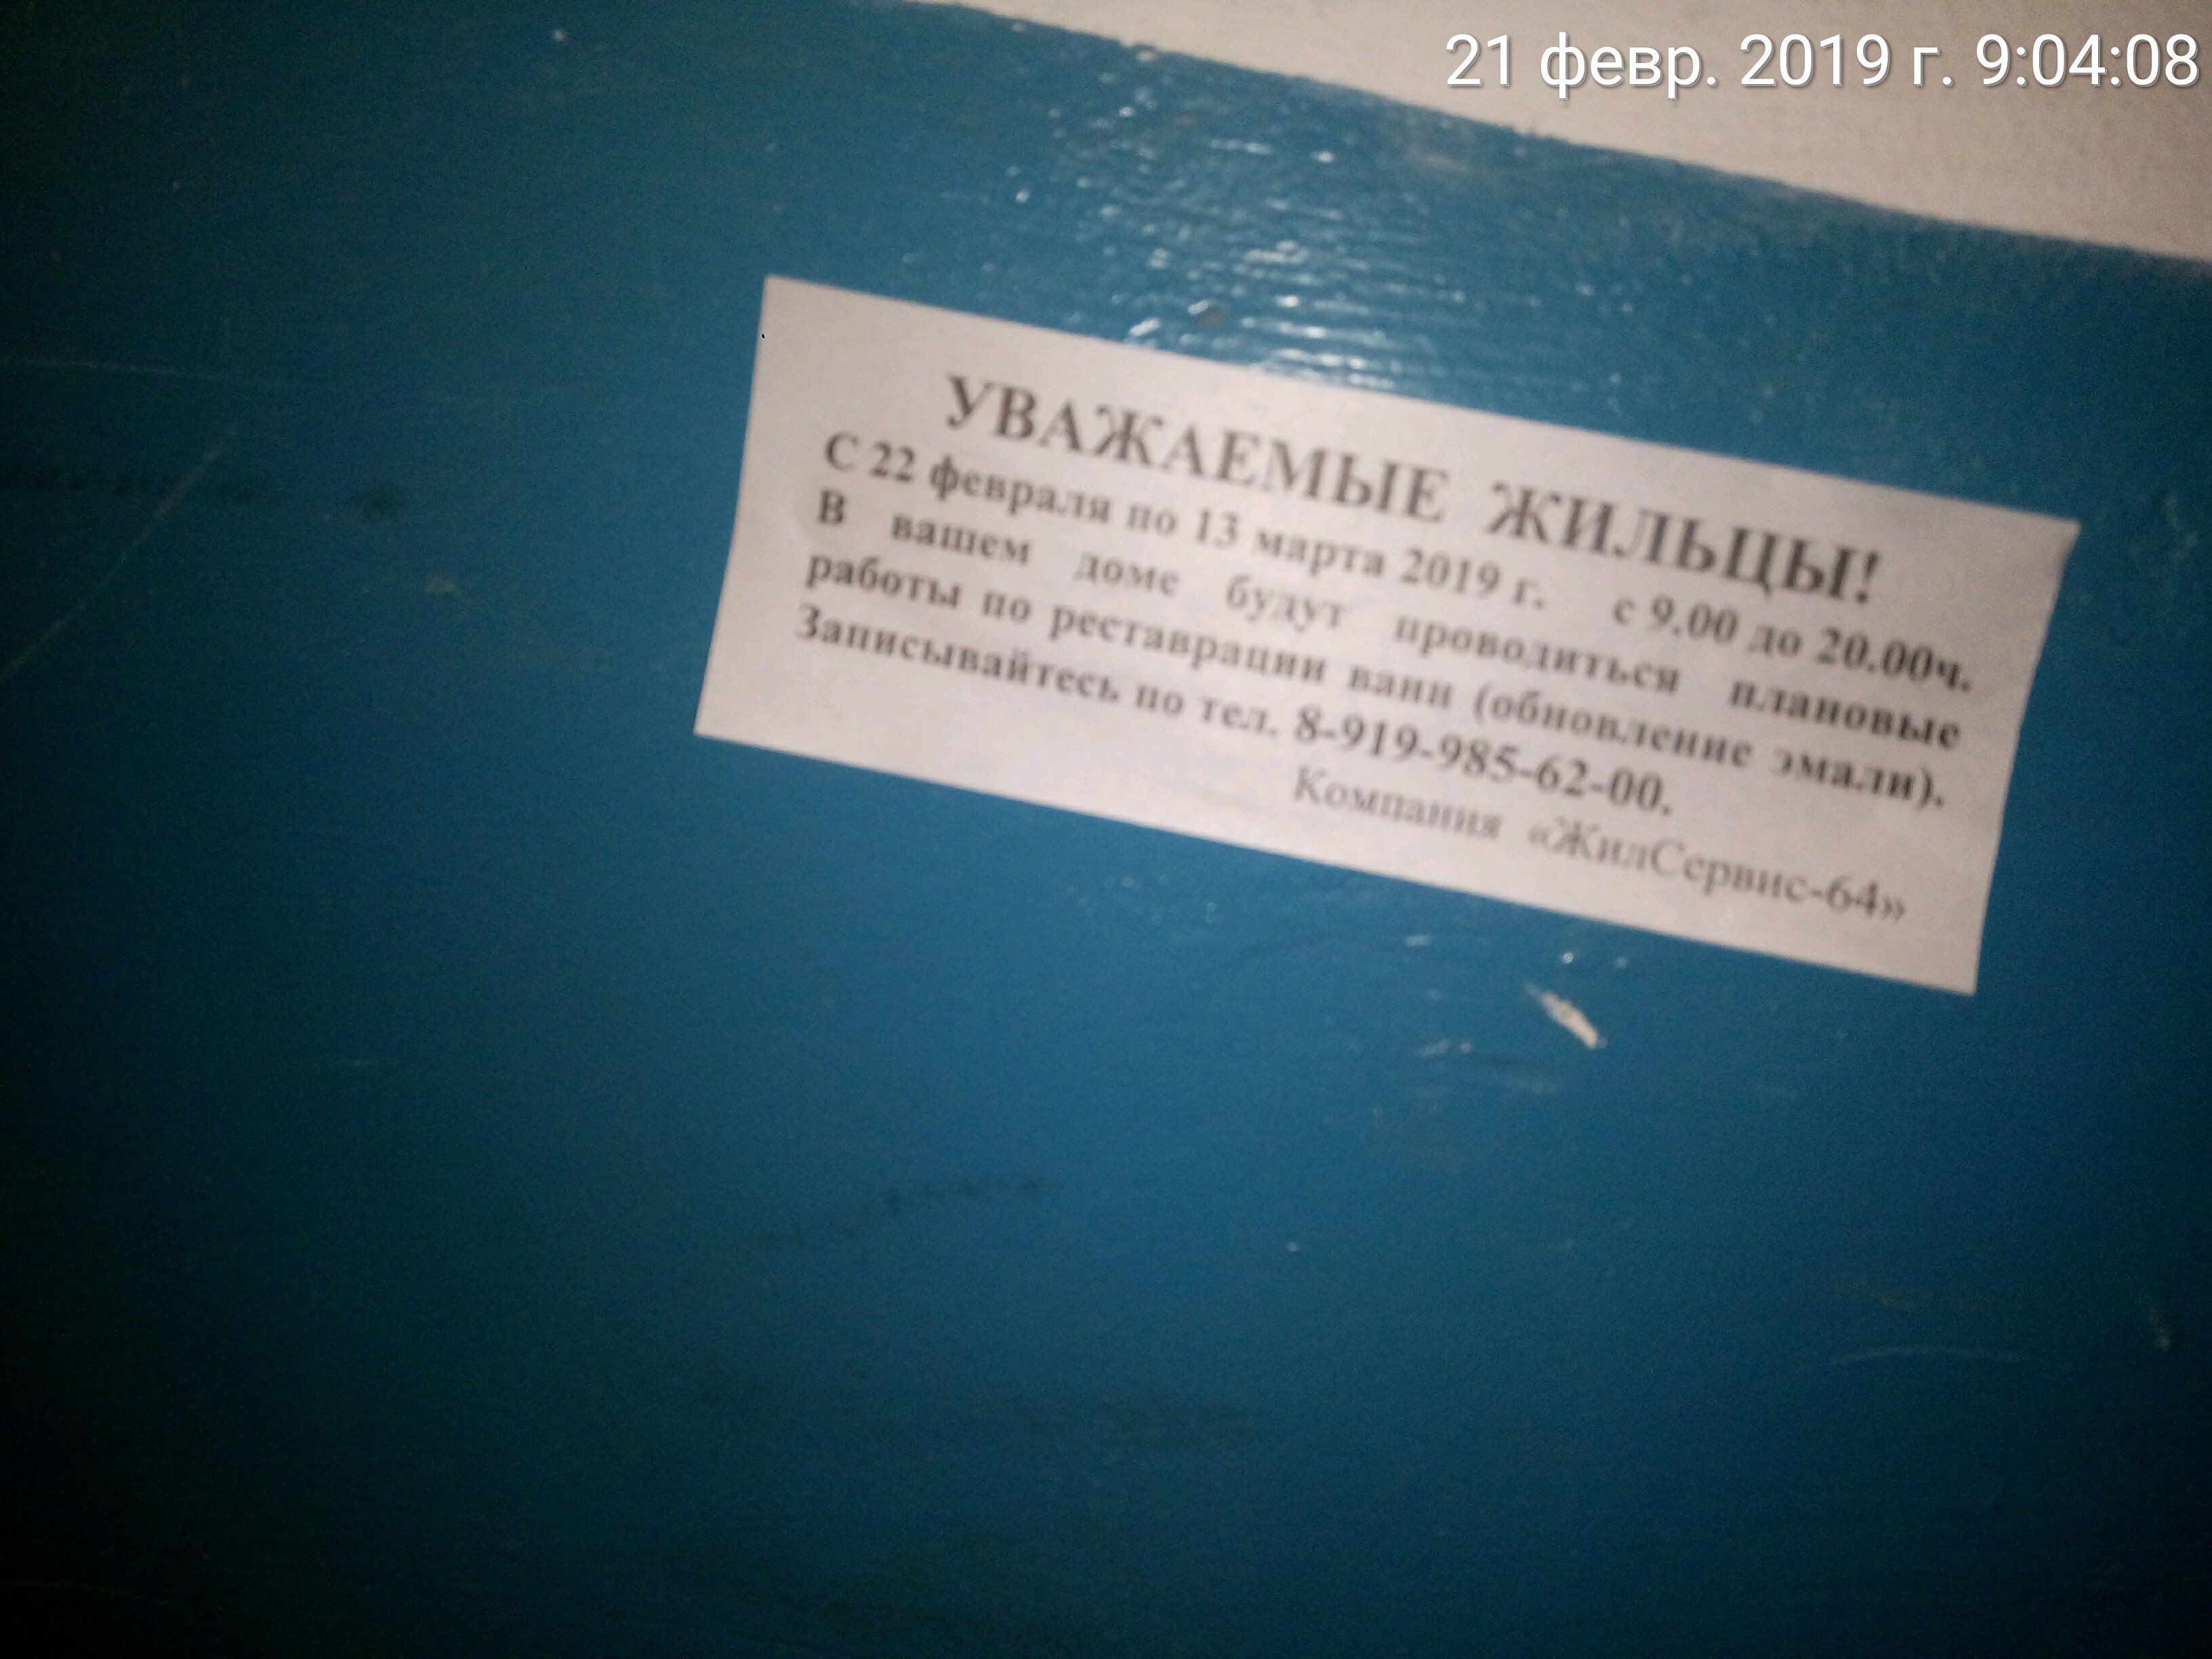 21 февр. 2019 г. 9:04:08
УВАЖАЕМЫЕ ЖИЛЬЦЫ!
С 22 февраля по 13 марта 2019 г. с 9.00 до 20.00ч.
В вашем доме будут проводиться плановые
работы по реставрации ванн (обновление эмали).
Записывайтесь по тел. 8-919-985-62-00.
Компания «ЖилСервис-64»